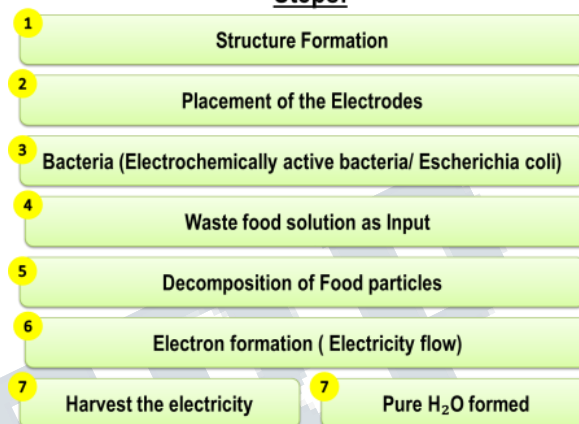 Steps:
1
Structure Formation
2
Placement of the Electrodes
3
Bacteria (Electrochemically active bacteria/ Escherichia coli)
4
Waste food solution as Input
5
Decomposition of Food particles
6
Electron formation ( Electricity flow)
7
Harvest the electricity
7
Pure H₂O formed